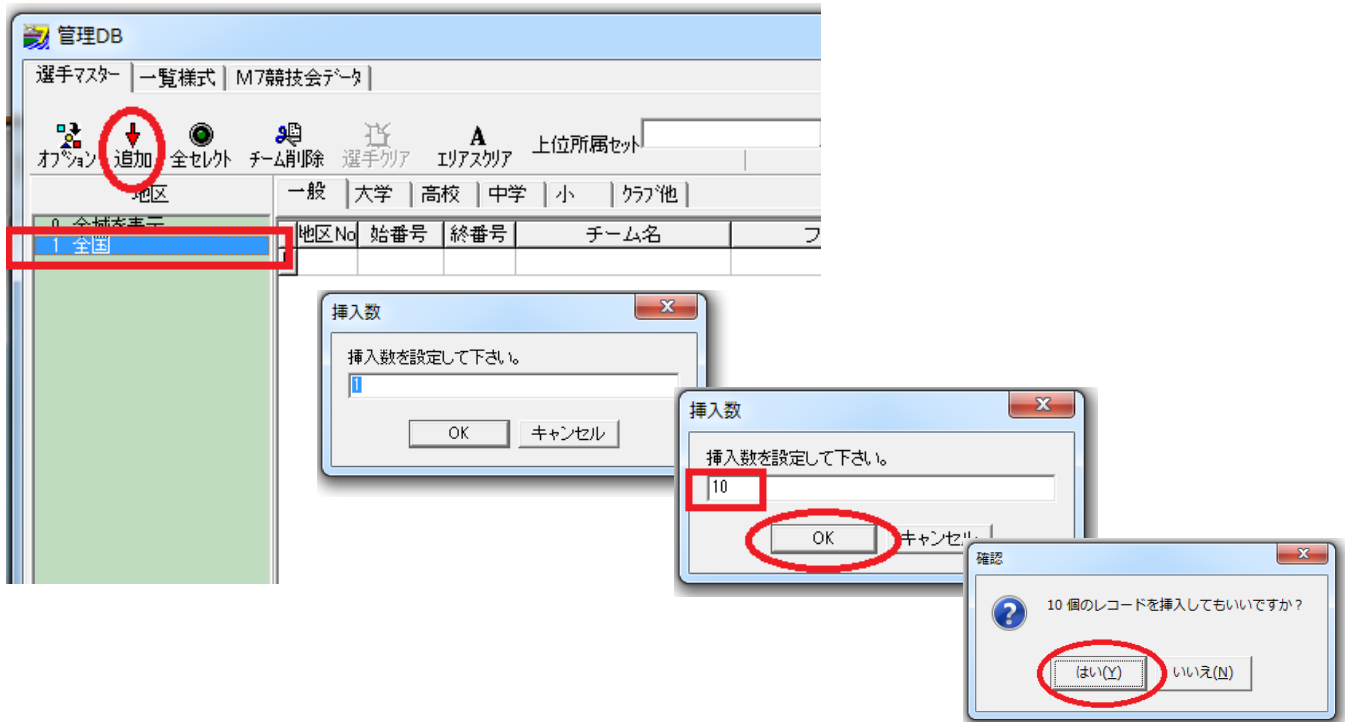 管理DB
選手マスター 一覧様式 M7競技会データ
オプション 追加 全セレクト チーム削除 選手クリア エリアスクリア 上位所属セット
地区 一般 大学 高校 中学 小 クラブ他
0 全域を表示
1 全国
地区No 始番号 終番号 チーム名 フ
挿入数
挿入数を設定して下さい。
1
OK キャンセル
挿入数
挿入数を設定して下さい。
10
OK キャンセル
確認
10 個のレコードを挿入してもいいですか？
はい(Y) いいえ(N)